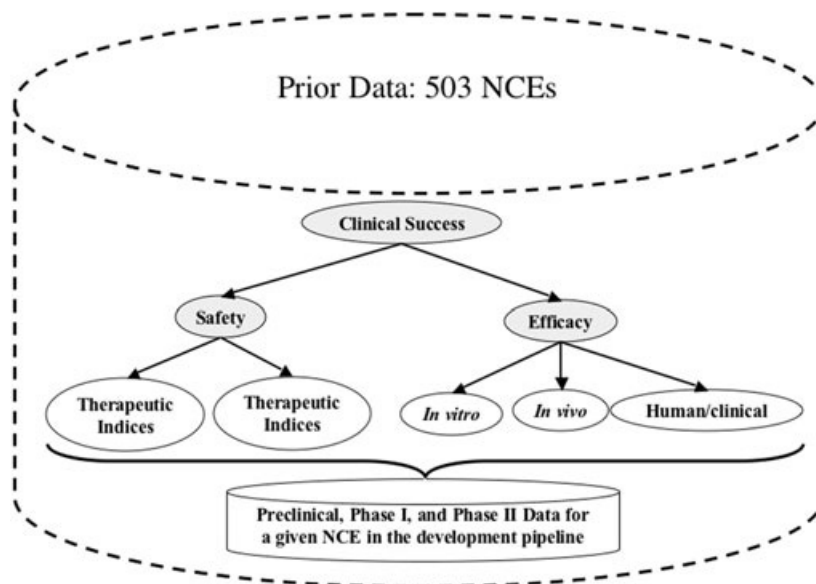 Prior Data: 503 NCEs
Clinical Success
Safety
Efficacy
Therapeutic
Indices
Therapeutic
Indices
In vitro
In vivo
Human/clinical
Preclinical, Phase I, and Phase II Data for
a given NCE in the development pipeline